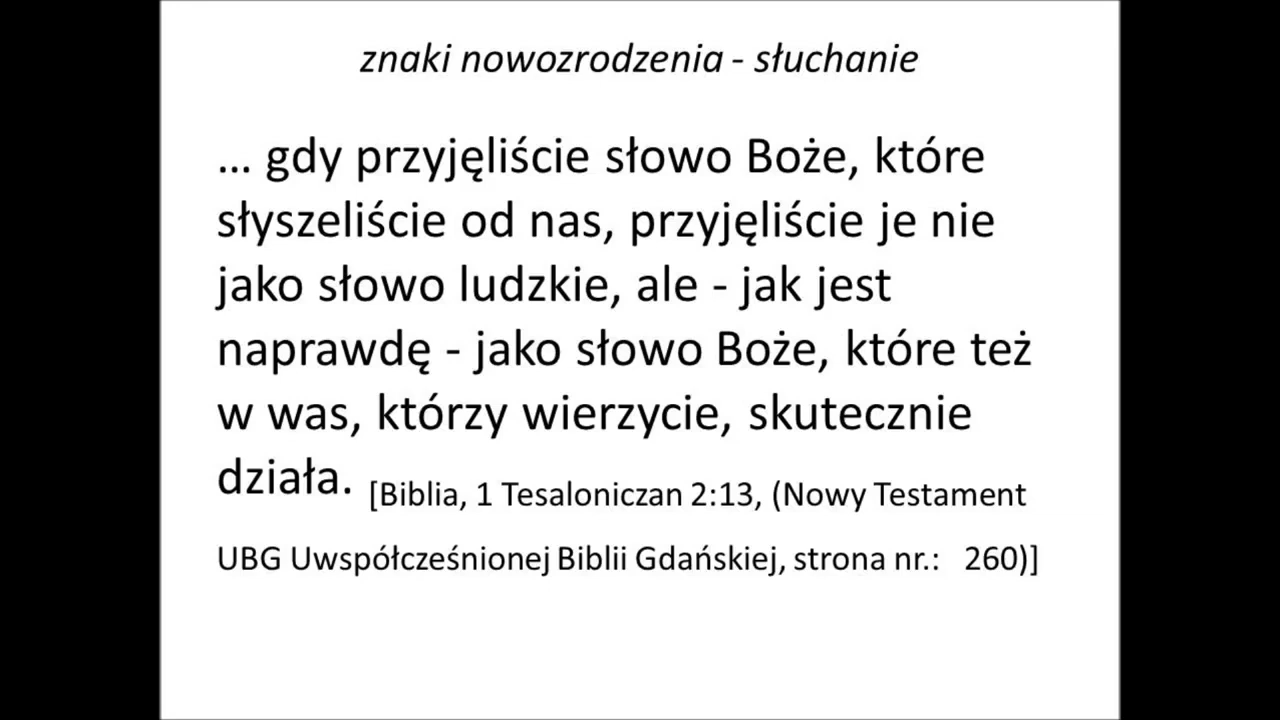 znaki nowozrodzenia - słuchanie
... gdy przyjęliście słowo Boże, które
słyszeliście od nas, przyjęliście je nie
jako słowo ludzkie, ale - jak jest
naprawdę - jako słowo Boże, które też
w was, którzy wierzycie, skutecznie
działa. [Biblia, 1 Tesaloniczan 2:13, (Nowy Testament
UBG Uwspółcześnionej Biblii Gdańskiej, strona nr.: 260)]